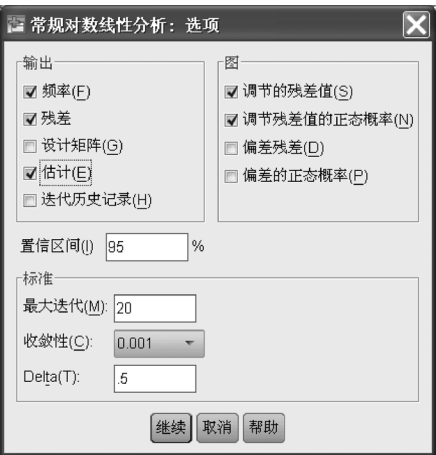 常规对数线性分析：选项
输出
频率(F)
残差
设计矩阵(G)
估计(E)
迭代历史记录(H)
图
调节的残差值(S)
调节残差值的正态概率(N)
偏差残差(D)
偏差的正态概率(P)
置信区间(I) 95 %
标准
最大迭代(M): 20
收敛性(C): 0.001
Delta(T): .5
继续 取消 帮助